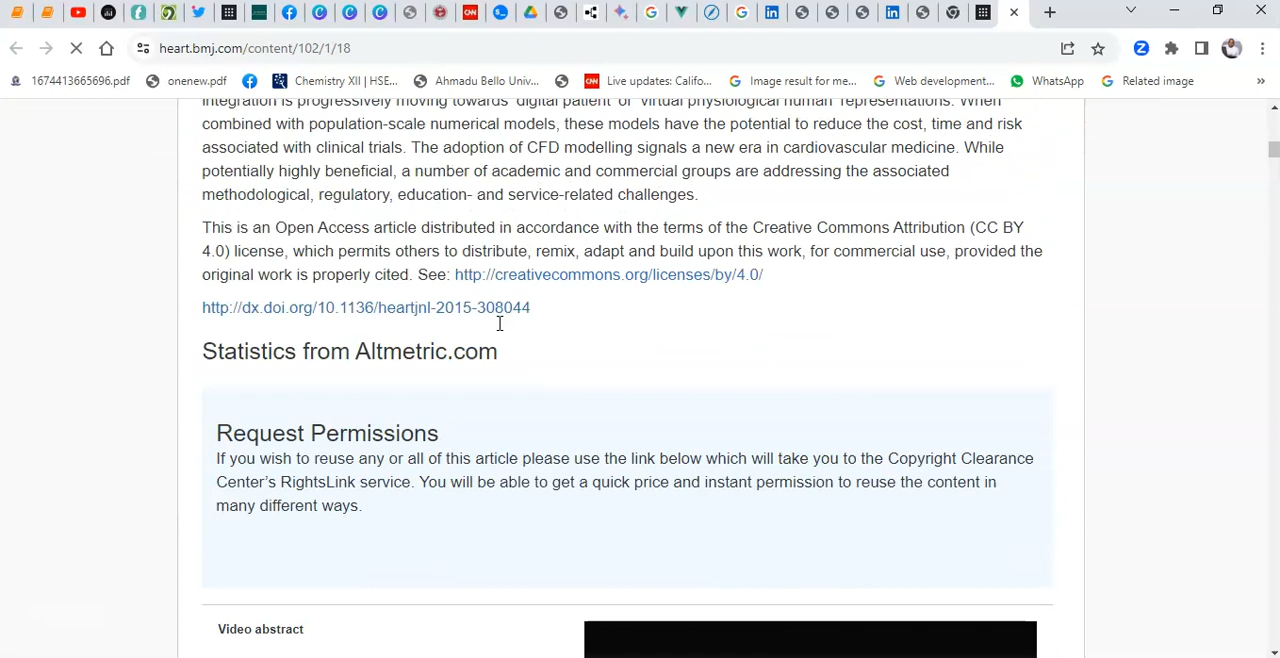 heart.bmj.com/content/102/1/18
1674413665696.pdf onenew.pdf Chemistry XII | HSE... Ahmadu Bello Univ... Live updates: Califo... Image result for me... Web developmen... WhatsApp Related image »
integration is progressively moving towards 'digital patient' or 'virtual physiological human' representations. When
combined with population-scale numerical models, these models have the potential to reduce the cost, time and risk
associated with clinical trials. The adoption of CFD modelling signals a new era in cardiovascular medicine. While
potentially highly beneficial, a number of academic and commercial groups are addressing the associated
methodological, regulatory, education- and service-related challenges.
This is an Open Access article distributed in accordance with the terms of the Creative Commons Attribution (CC BY
4.0) license, which permits others to distribute, remix, adapt and build upon this work, for commercial use, provided the
original work is properly cited. See: http://creativecommons.org/licenses/by/4.0/
http://dx.doi.org/10.1136/heartjnl-2015-308044
Statistics from Altmetric.com
Request Permissions
If you wish to reuse any or all of this article please use the link below which will take you to the Copyright Clearance
Center's RightsLink service. You will be able to get a quick price and instant permission to reuse the content in
many different ways.
Video abstract